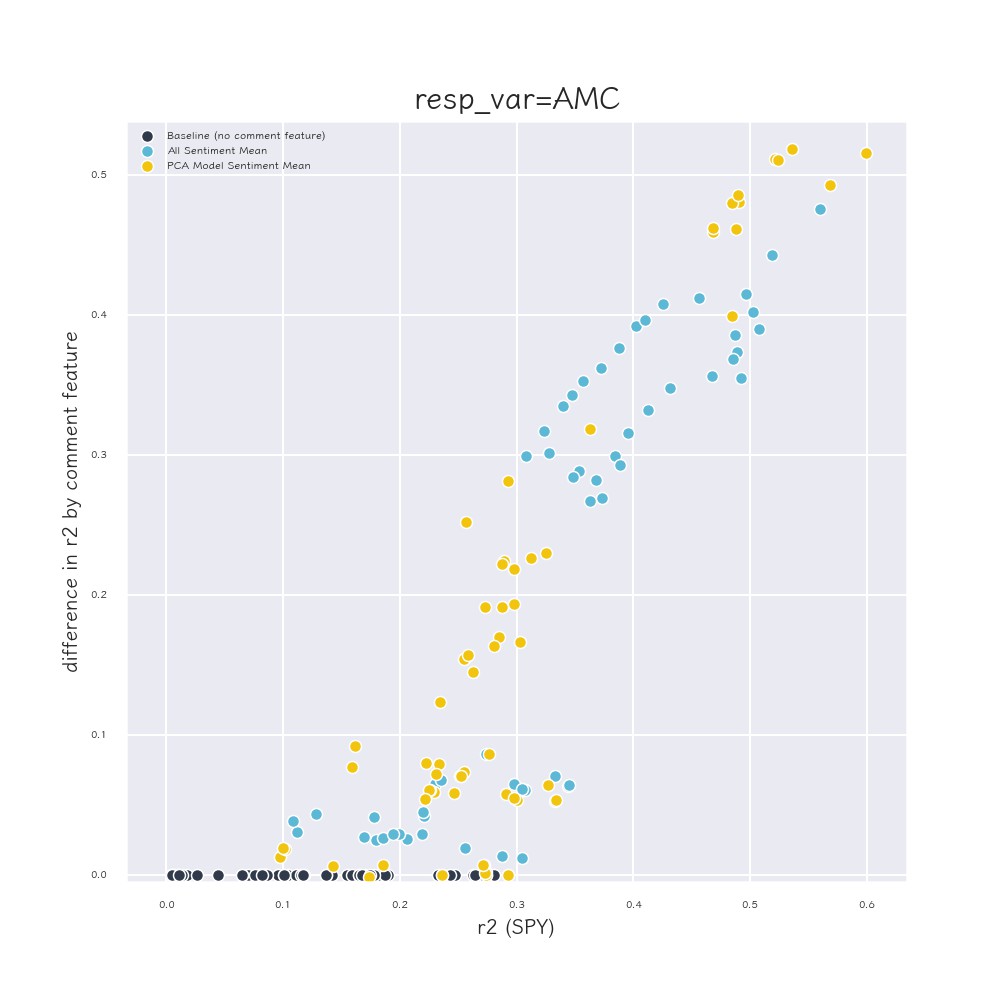 resp_var=AMC
Baseline (no comment feature)
All Sentiment Mean
PCA Model Sentiment Mean
difference in r2 by comment feature
0.5
0.4
0.3
0.2
0.1
0.0
0.0 0.1 0.2 0.3 0.4 0.5 0.6
r2 (SPY)